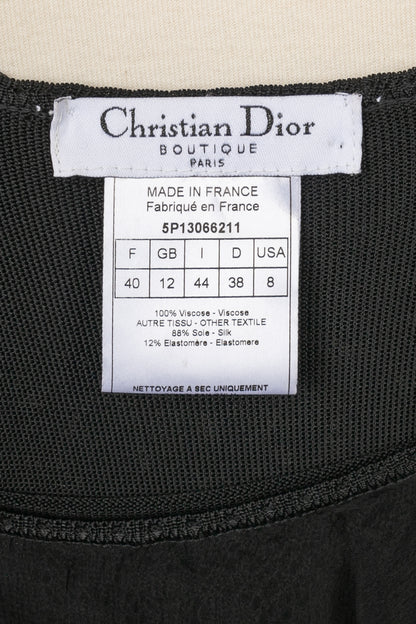 Christian Dior
BOUTIQUE
PARIS
MADE IN FRANCE
Fabriqué en France
5P13066211
F GB I D USA
40 12 44 38 8
100% Viscose - Viscose
AUTRE TISSU - OTHER TEXTILE
88% Soie - Silk
12% Elastomère - Elastomere
NETTOYAGE A SEC UNIQUEMENT